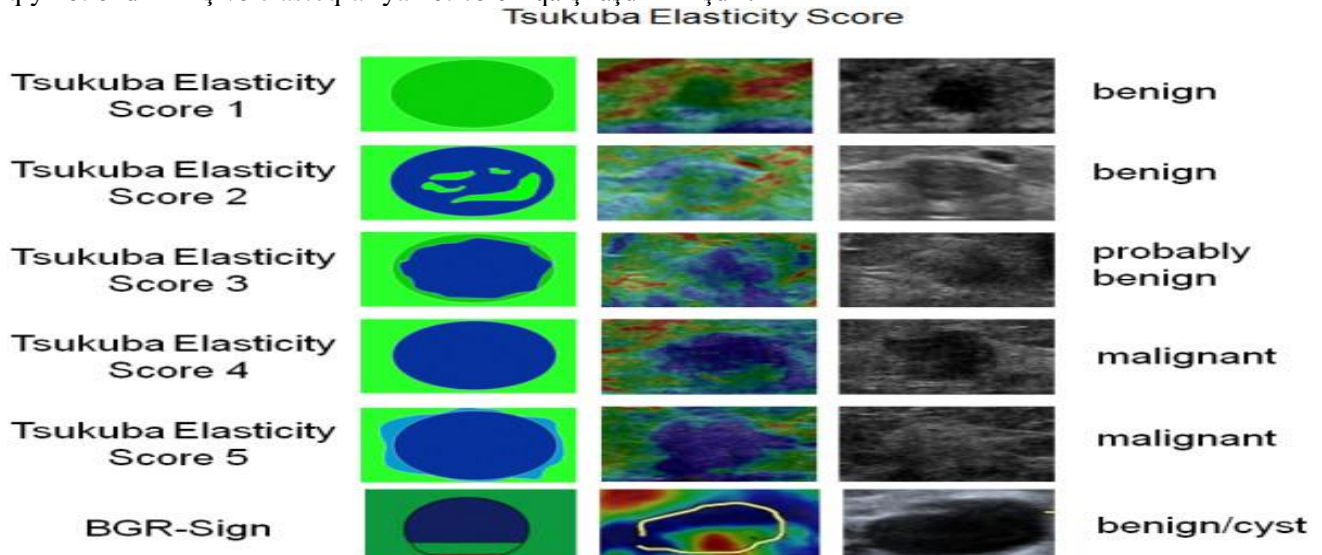 Tsukuba Elasticity Score
Tsukuba Elasticity
Score 1
benign
Tsukuba Elasticity
Score 2
benign
Tsukuba Elasticity
Score 3
probably
benign
Tsukuba Elasticity
Score 4
malignant
Tsukuba Elasticity
Score 5
malignant
BGR-Sign
benign/cyst